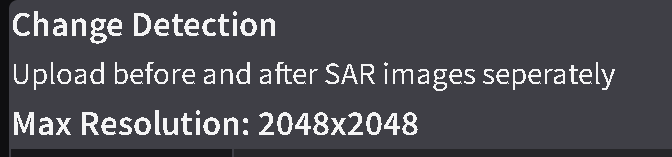 Change Detection
Upload before and after SAR images seperately
Max Resolution: 2048x2048